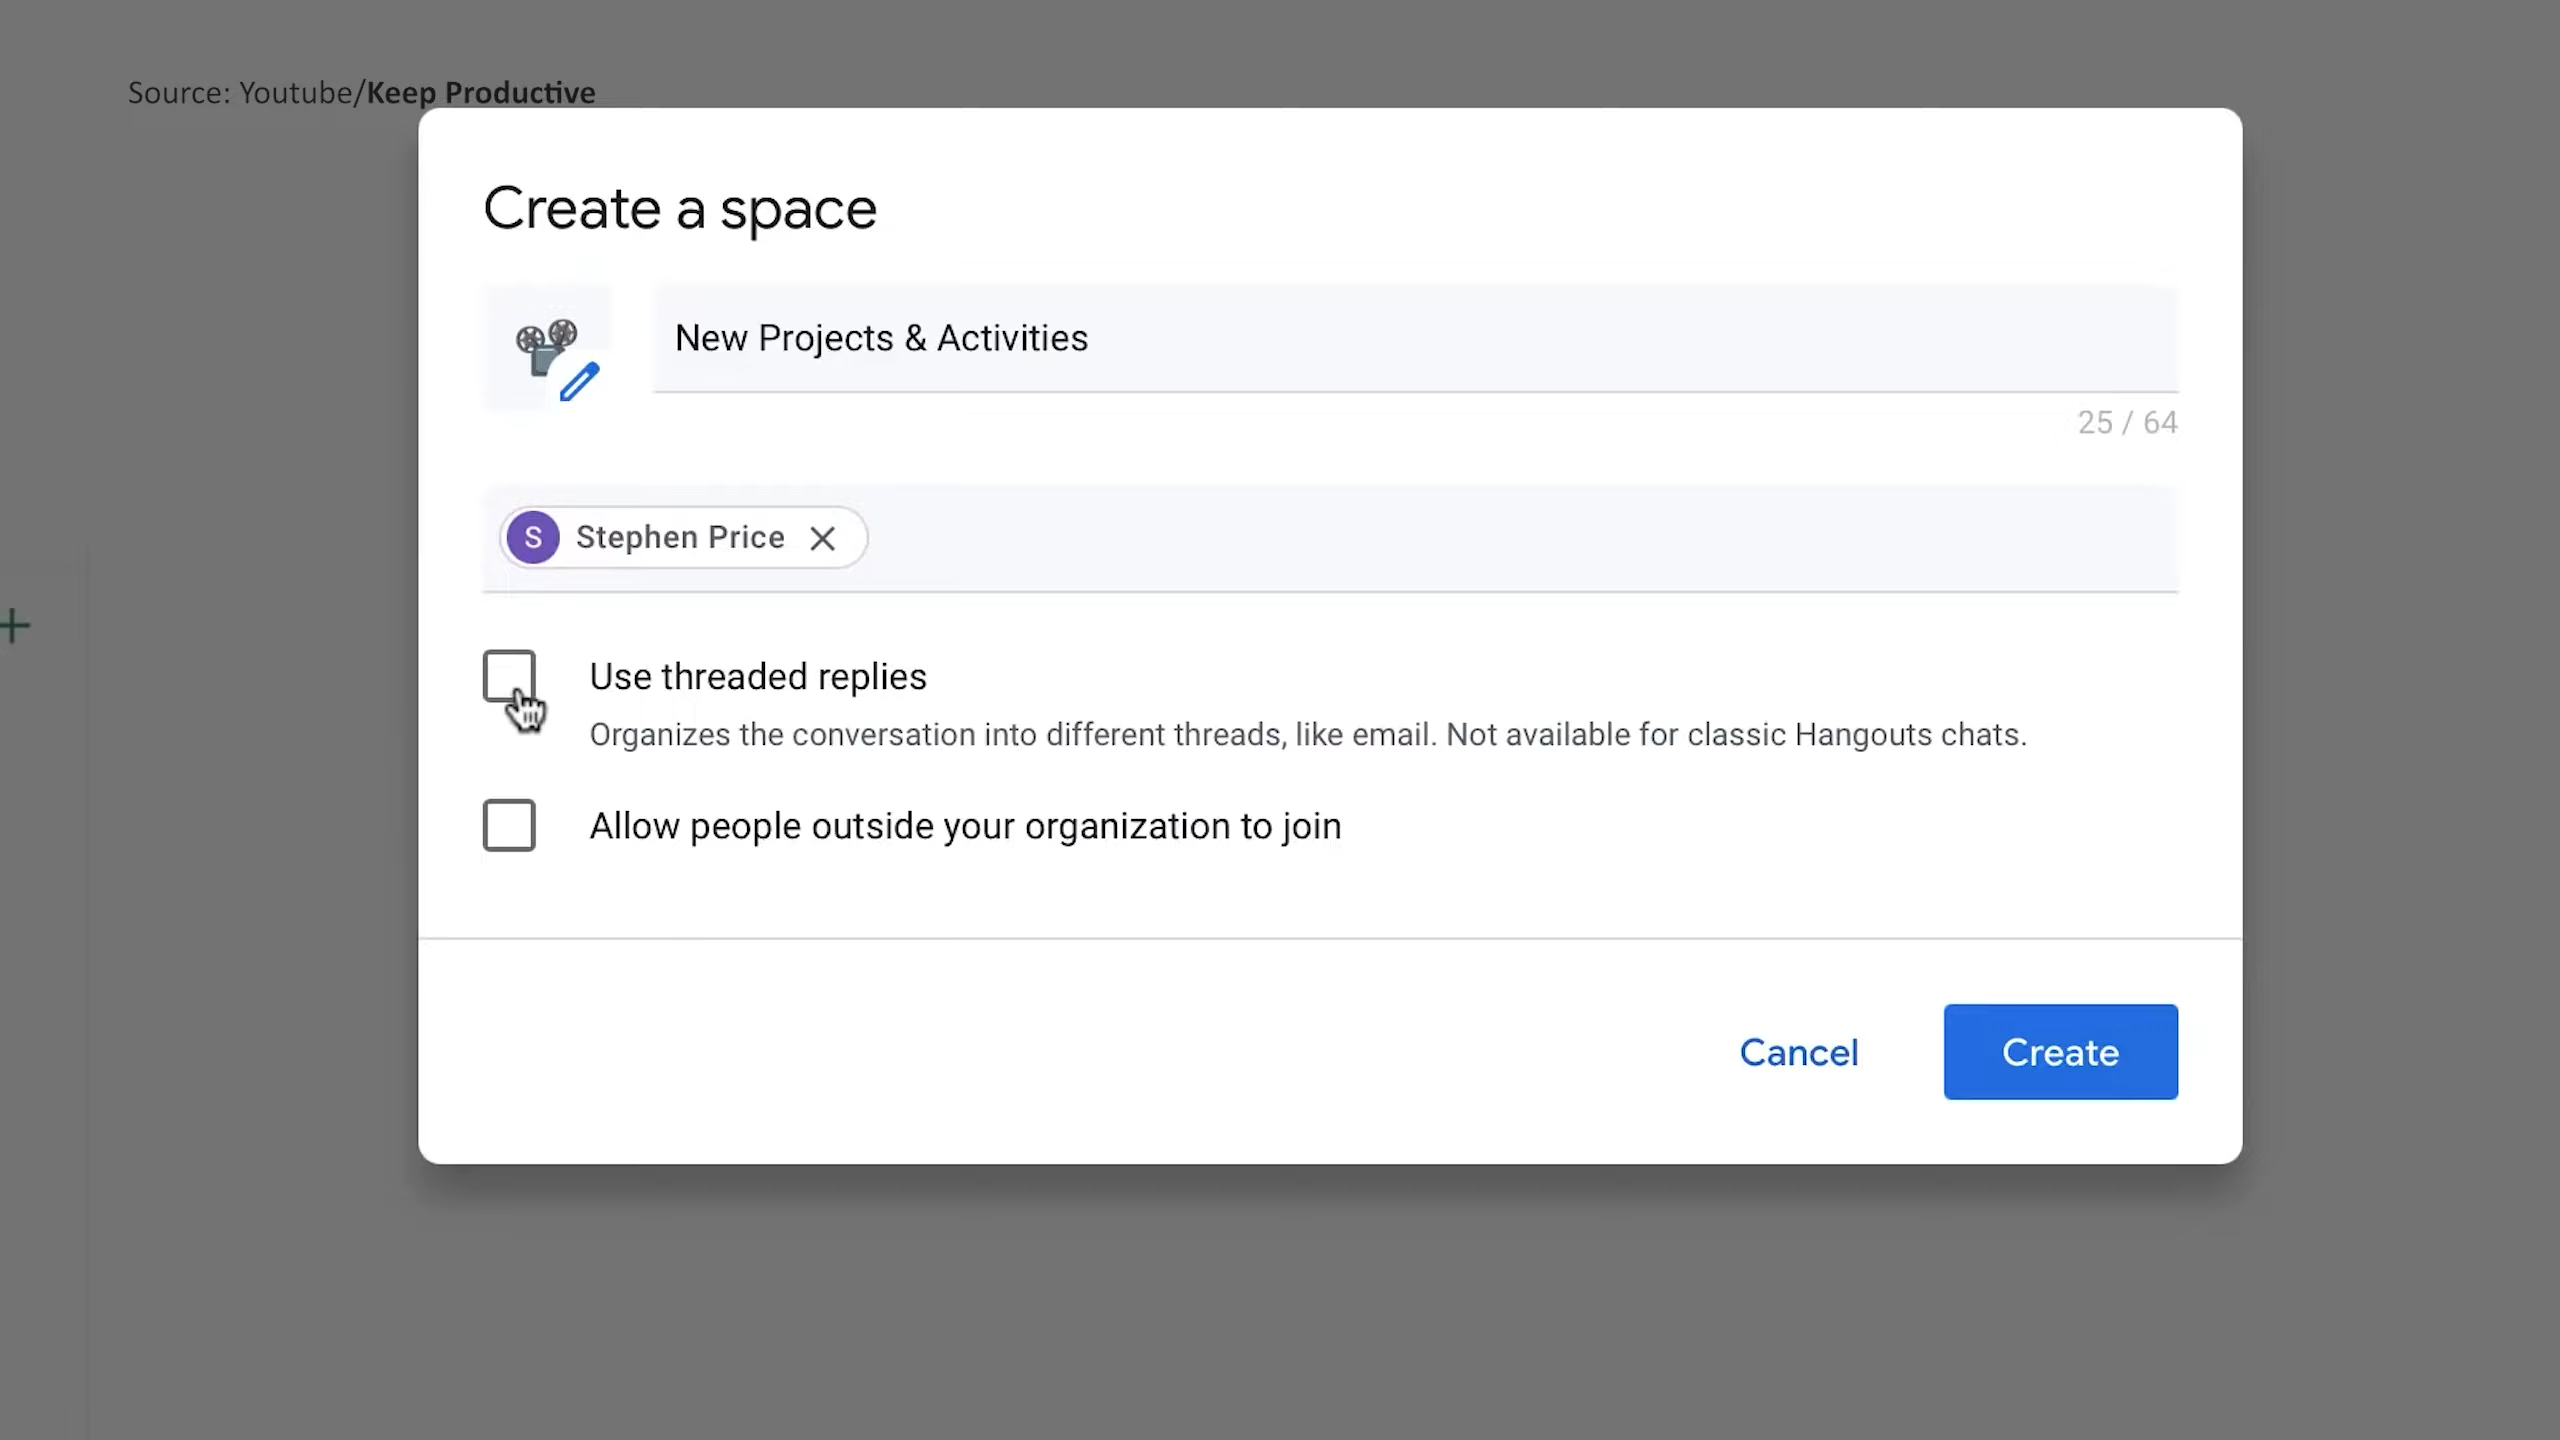 Source: Youtube/Keep Productive
Create a space
New Projects & Activities
25 / 64
S Stephen Price
Use threaded replies
Organizes the conversation into different threads, like email. Not available for classic Hangouts chats.
Allow people outside your organization to join
Cancel Create